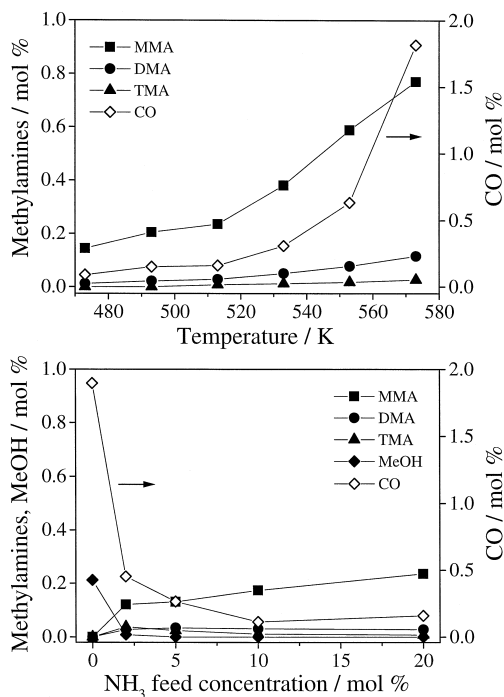 1.0
0.8
0.6
0.4
0.2
0.0
Methylamines / mol %
MMA
DMA
TMA
CO
2.0
1.5
1.0
0.5
0.0
CO / mol %
480 500 520 540 560 580
Temperature / K
1.0
0.8
0.6
0.4
0.2
0.0
Methylamines, MeOH / mol %
MMA
DMA
TMA
MeOH
CO
2.0
1.5
1.0
0.5
0.0
CO / mol %
0 5 10 15 20
NH3 feed concentration / mol %